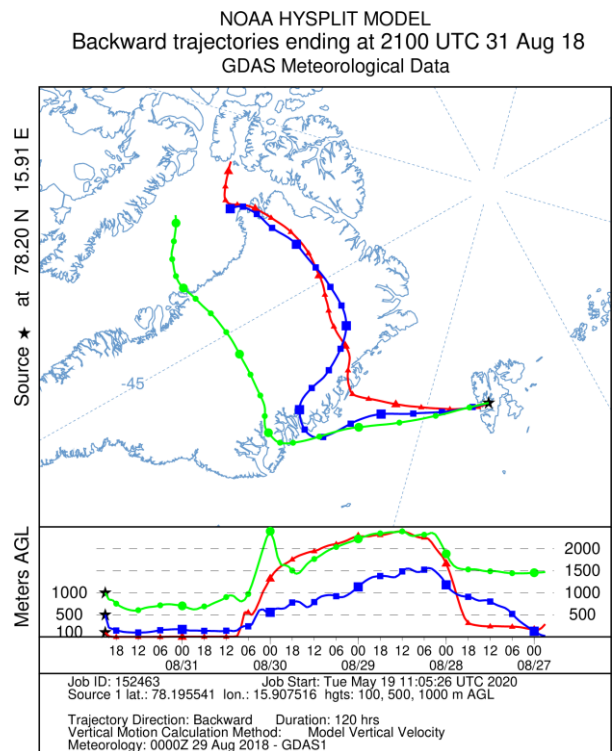 NOAA HYSPLIT MODEL
Backward trajectories ending at 2100 UTC 31 Aug 18
GDAS Meteorological Data
Source ★ at 78.20 N 15.91 E
-45
Meters AGL
1000
500
100
2000
1500
1000
500
18 12 06 00 18 12 06 00 18 12 06 00 18 12 06 00 18 12 06 00
08/31 08/30 08/29 08/28 08/27
Job ID: 152463 Job Start: Tue May 19 11:05:26 UTC 2020
Source 1 lat.: 78.195541 lon.: 15.907516 hgts: 100, 500, 1000 m AGL
Trajectory Direction: Backward Duration: 120 hrs
Vertical Motion Calculation Method: Model Vertical Velocity
Meteorology: 0000Z 29 Aug 2018 - GDAS1